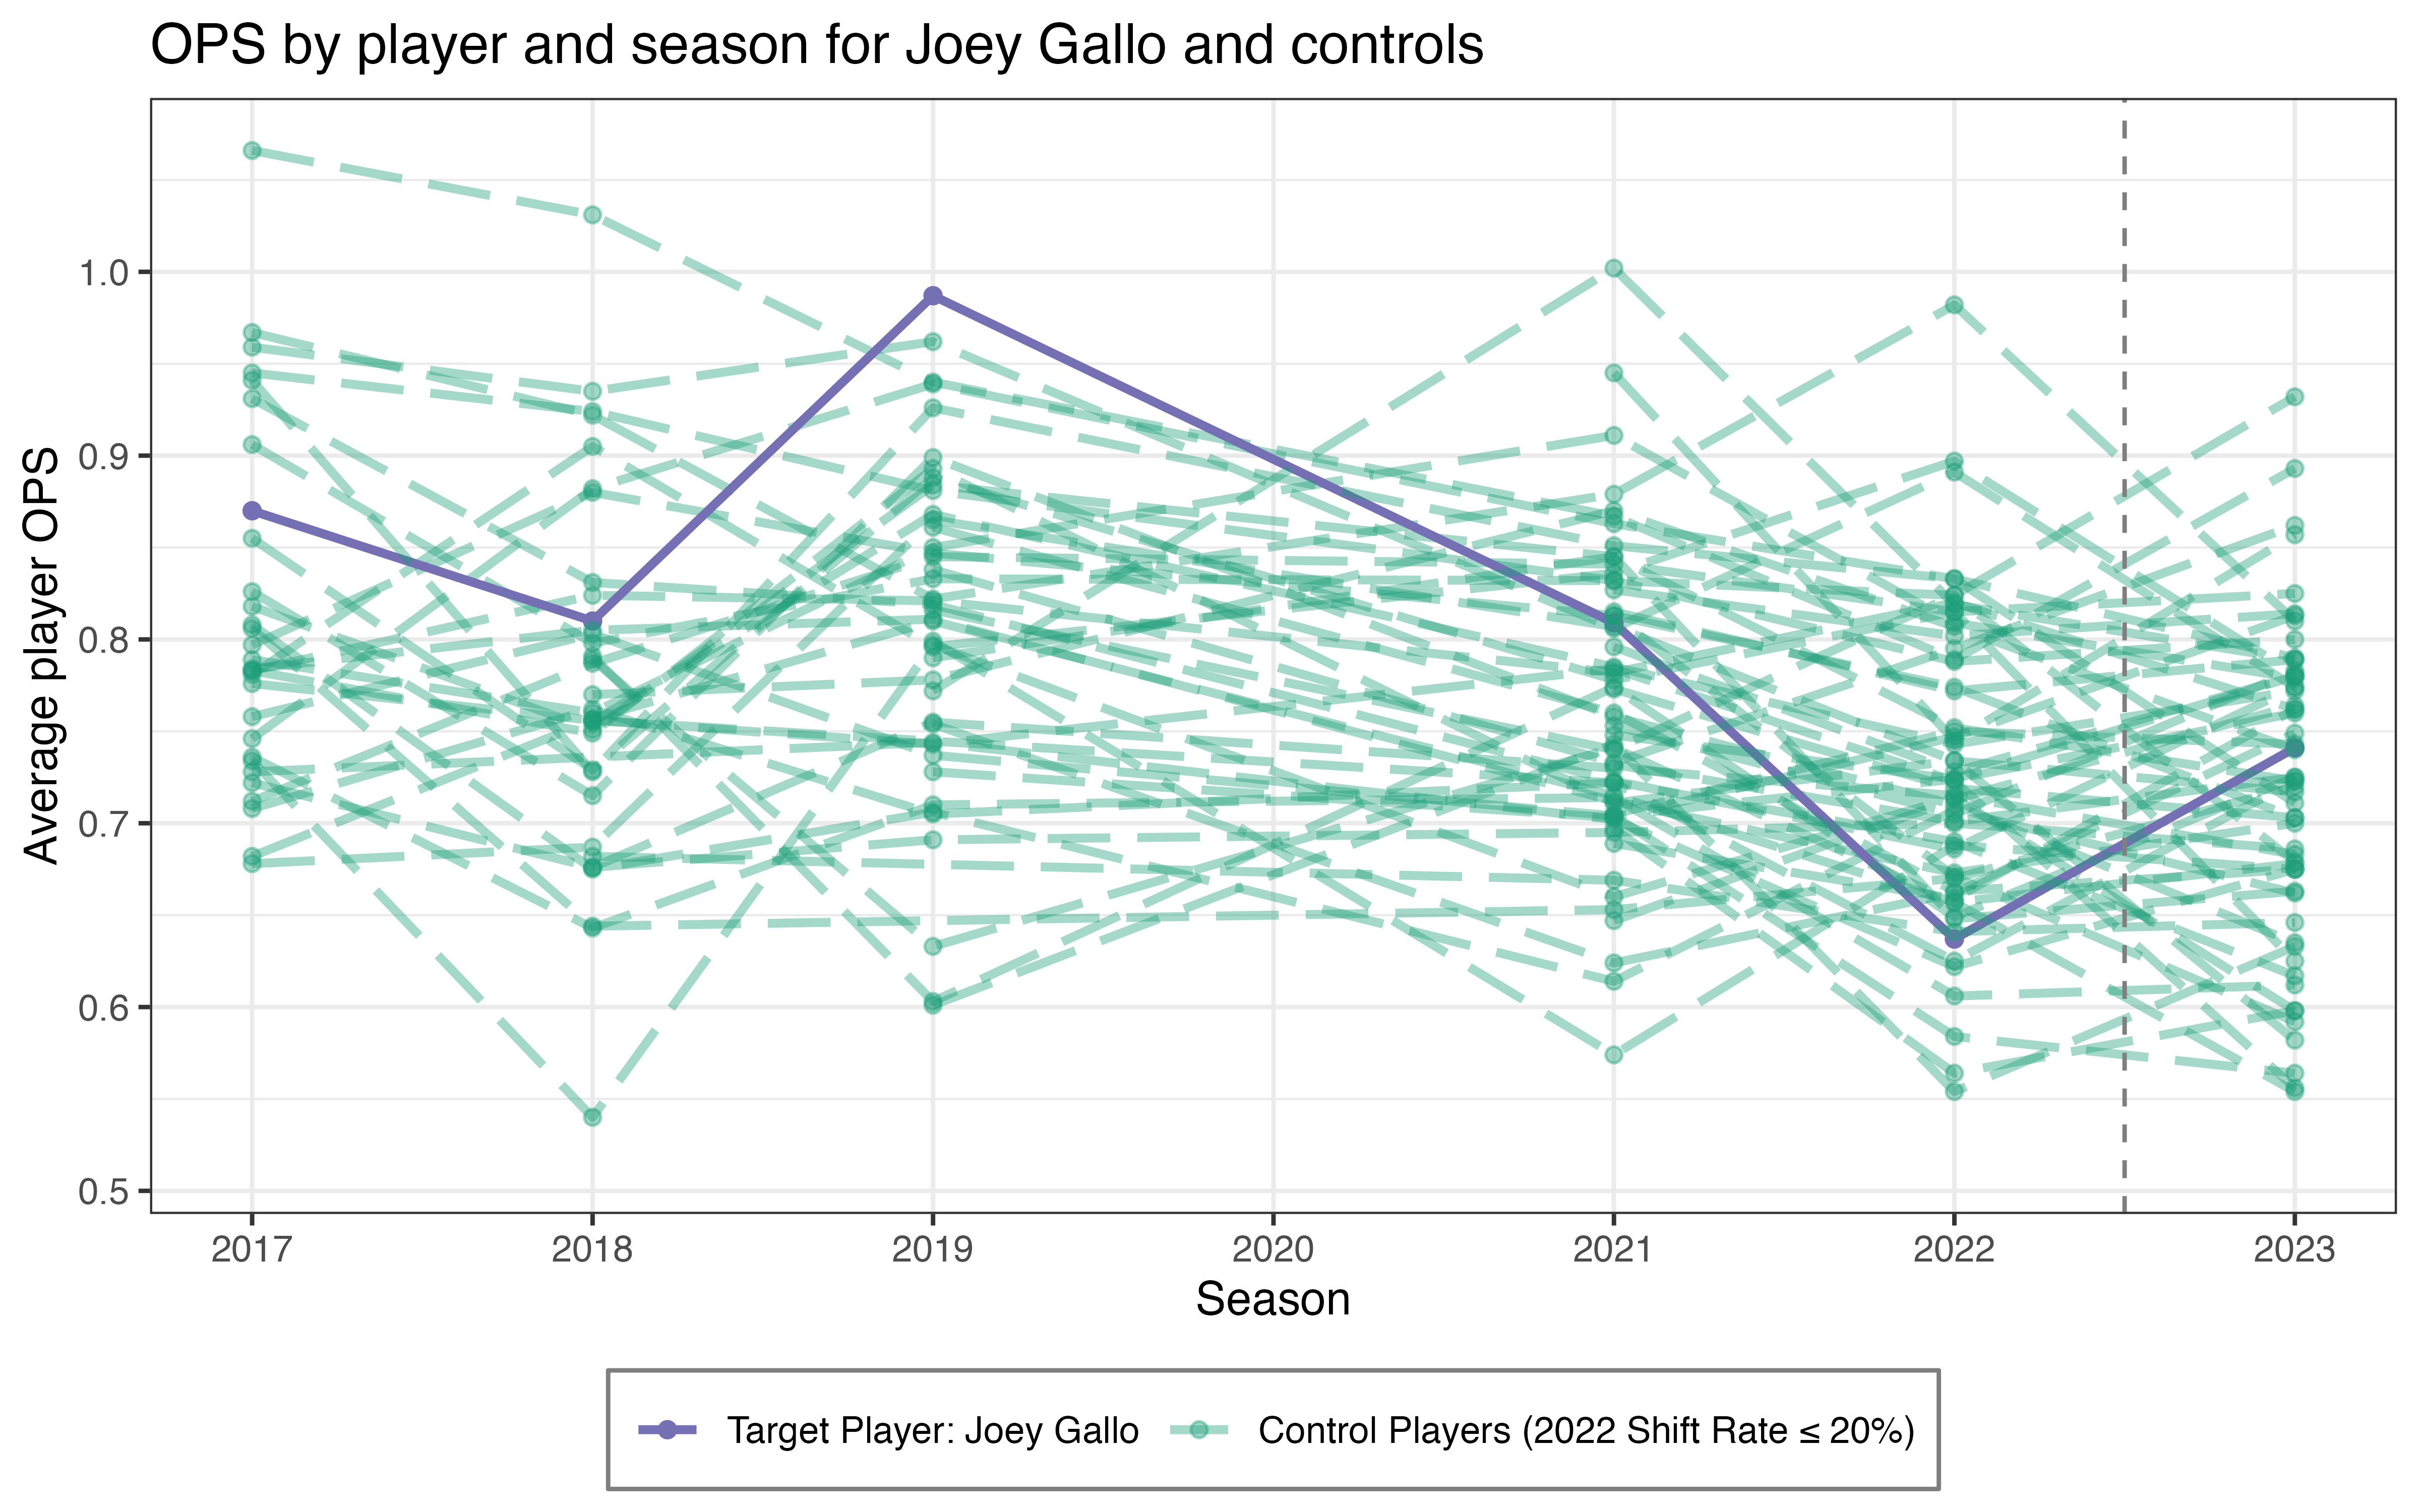 OPS by player and season for Joey Gallo and controls
Average player OPS
1.0
0.9
0.8
0.7
0.6
0.5
2017 2018 2019 2020 2021 2022 2023
Season
Target Player: Joey Gallo Control Players (2022 Shift Rate ≤ 20%)